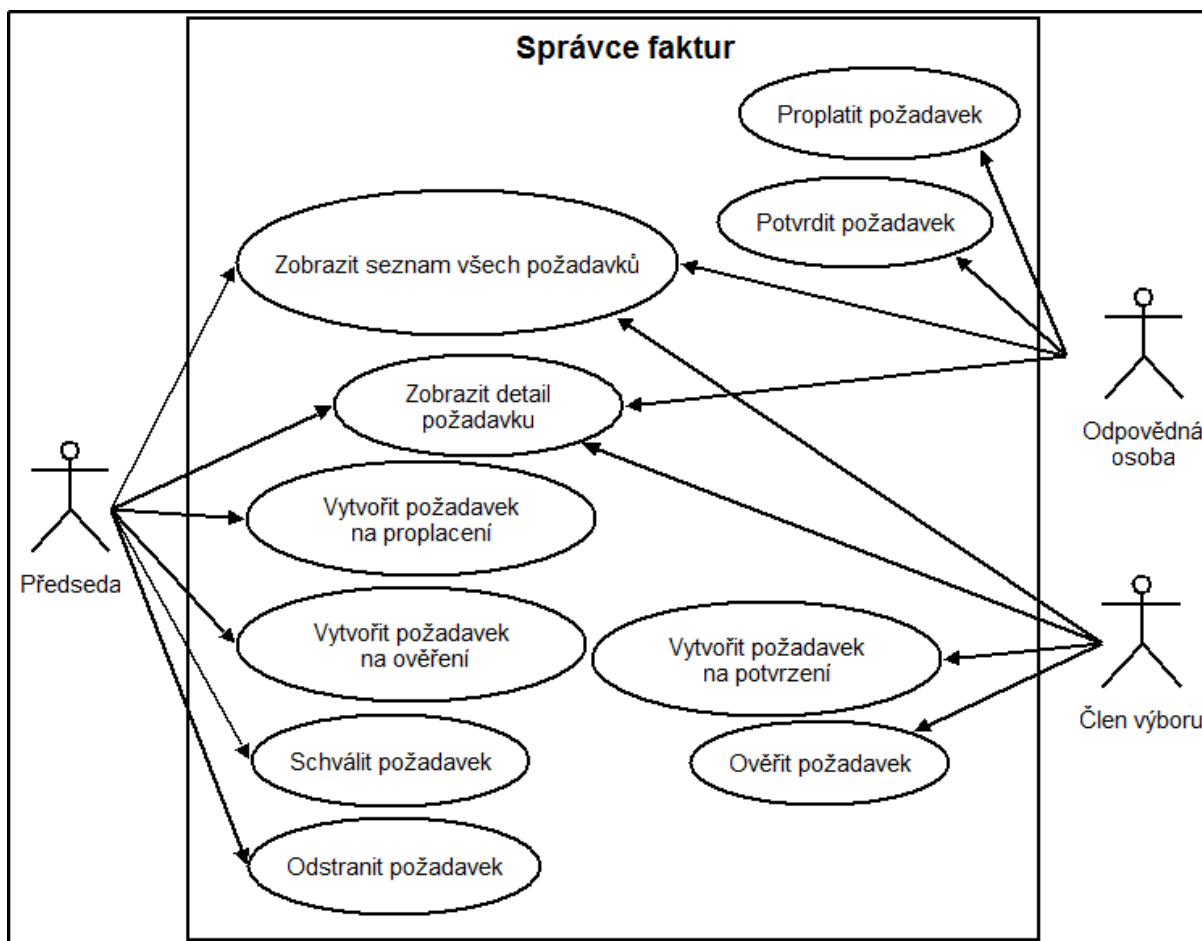 Správce faktur
Proplatit požadavek
Potvrdit požadavek
Zobrazit seznam všech požadavků
Zobrazit detail
požadavku
Odpovědná
osoba
Vytvořit požadavek
na proplacení
Předseda
Vytvořit požadavek
na ověření
Vytvořit požadavek
na potvrzení
Člen výboru
Schválit požadavek
Ověřit požadavek
Odstranit požadavek